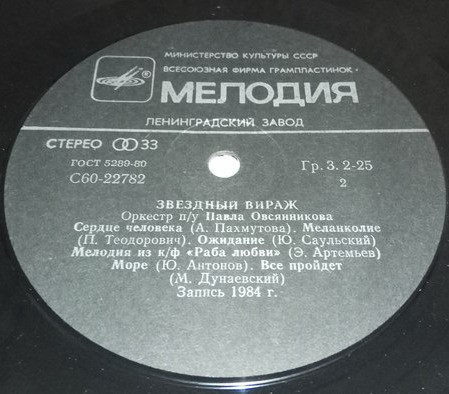 МИНИСТЕРСТВО КУЛЬТУРЫ СССР
ВСЕСОЮЗНАЯ ФИРМА ГРАМПЛАСТИНОК
МЕЛОДИЯ
ЛЕНИНГРАДСКИЙ ЗАВОД
СТЕРЕО 33
ГОСТ 5289-80
С60-22782
Гр. 3. 2-25
2
ЗВЕЗДНЫЙ ВИРАЖ
Оркестр п/у Павла Овсянникова
Сердце человека (А. Пахмутова). Меланколие
(П. Теодорович). Ожидание (Ю. Саульский)
Мелодия из к/ф «Раба любви» (Э. Артемьев)
Море (Ю. Антонов). Все пройдет
(М. Дунаевский)
Запись 1984 г.